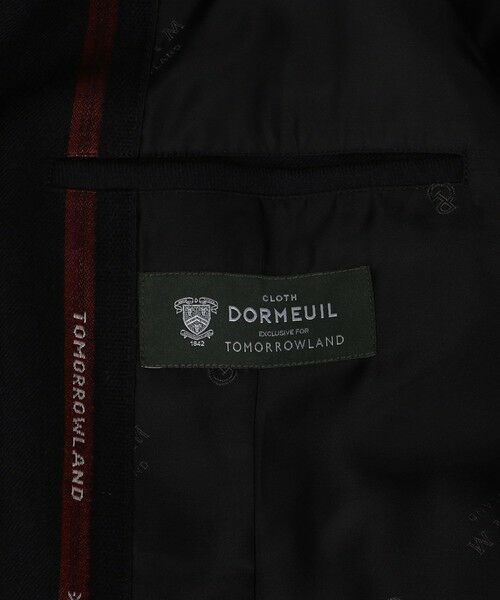 CLOTH
DORMEUIL
EXCLUSIVE FOR
TOMORROWLAND
1842
TOMORROWLAND